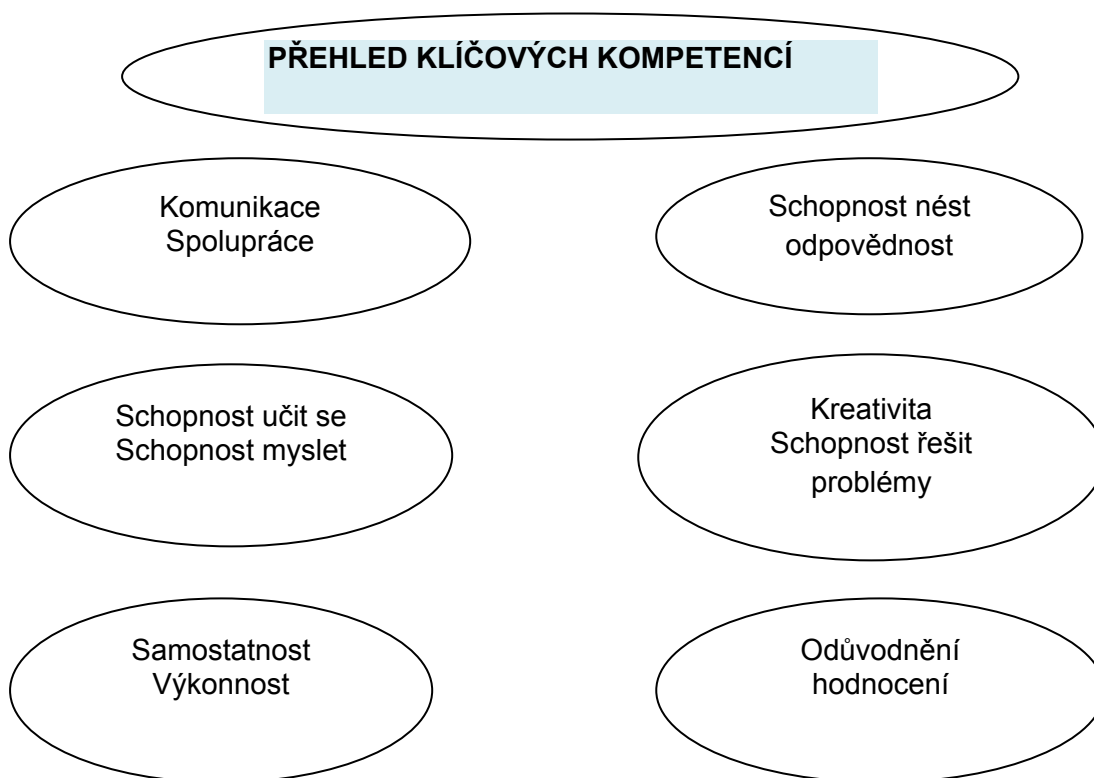 PŘEHLED KLÍČOVÝCH KOMPETENCÍ
Komunikace
Spolupráce
Schopnost nést
odpovědnost
Schopnost učit se
Schopnost myslet
Kreativita
Schopnost řešit
problémy
Samostatnost
Výkonnost
Odůvodnění
hodnocení